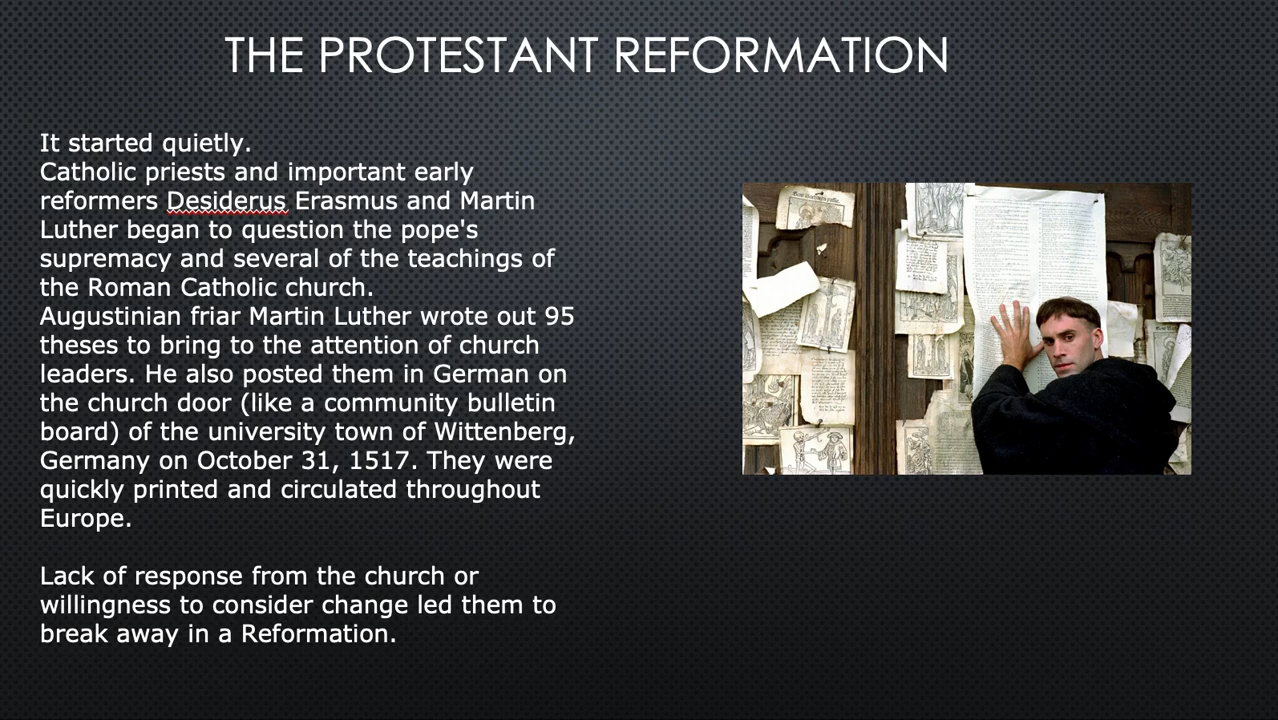 THE PROTESTANT REFORMATION
It started quietly.
Catholic priests and important early
reformers Desiderus Erasmus and Martin
Luther began to question the pope's
supremacy and several of the teachings of
the Roman Catholic church.
Augustinian friar Martin Luther wrote out 95
theses to bring to the attention of church
leaders. He also posted them in German on
the church door (like a community bulletin
board) of the university town of Wittenberg,
Germany on October 31, 1517. They were
quickly printed and circulated throughout
Europe.
Lack of response from the church or
willingness to consider change led them to
break away in a Reformation.